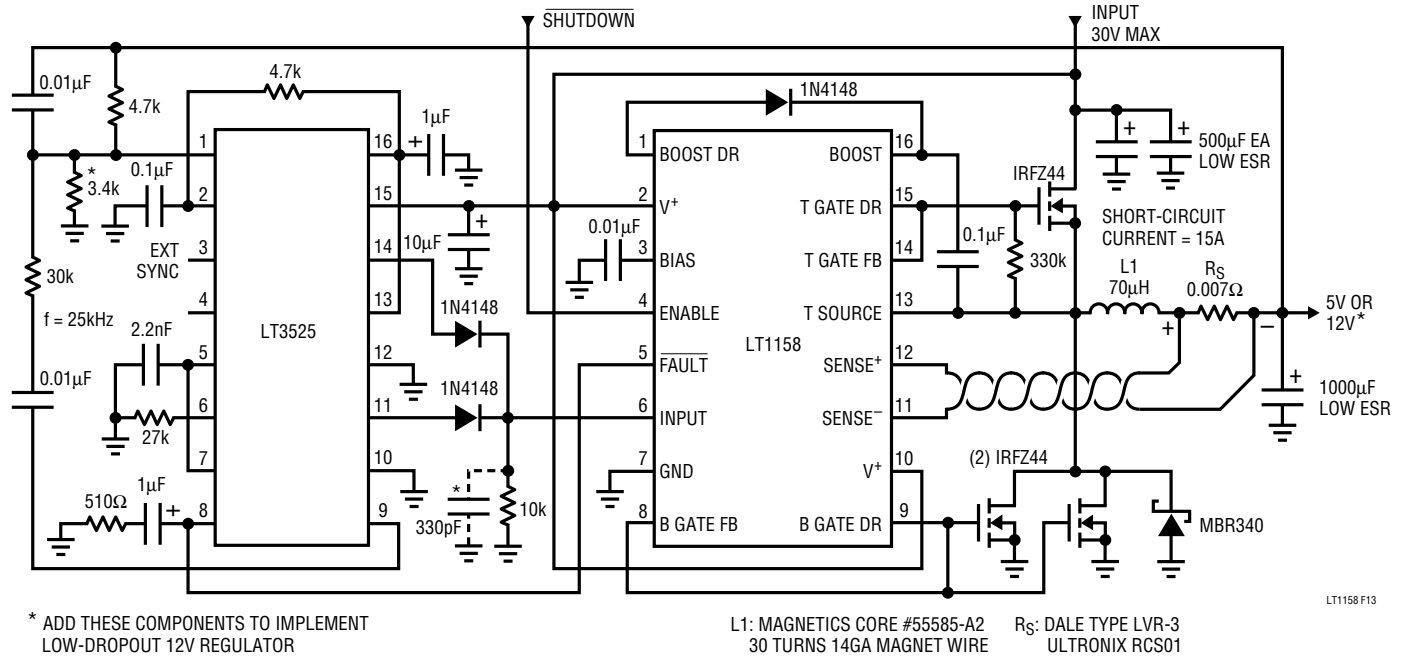 SHUTDOWN
INPUT
30V MAX
0.01µF
4.7k
4.7k
1N4148
1µF
+
1
16
1
BOOST DR
BOOST
16
+
+
500µF EA
LOW ESR
*
3.4k
0.1µF
2
15
2
V+
T GATE DR
15
IRFZ44
SHORT-CIRCUIT
CURRENT = 15A
EXT
SYNC
3
14
10µF
+
0.01µF
3
BIAS
T GATE FB
14
0.1µF
330k
L1
70µH
RS
0.007Ω
30k
4
13
1N4148
4
ENABLE
T SOURCE
13
+
–
5V OR
12V*
f = 25kHz
LT3525
LT1158
2.2nF
5
12
5
FAULT
SENSE+
12
0.01µF
1N4148
+
1000µF
LOW ESR
6
11
6
INPUT
SENSE–
11
27k
7
10
7
GND
V+
10
(2) IRFZ44
510Ω
1µF
+
8
9
*
330pF
10k
8
B GATE FB
B GATE DR
9
MBR340
LT1158 F13
* ADD THESE COMPONENTS TO IMPLEMENT
LOW-DROPOUT 12V REGULATOR
L1: MAGNETICS CORE #55585-A2
30 TURNS 14GA MAGNET WIRE
RS: DALE TYPE LVR-3
ULTRONIX RCS01